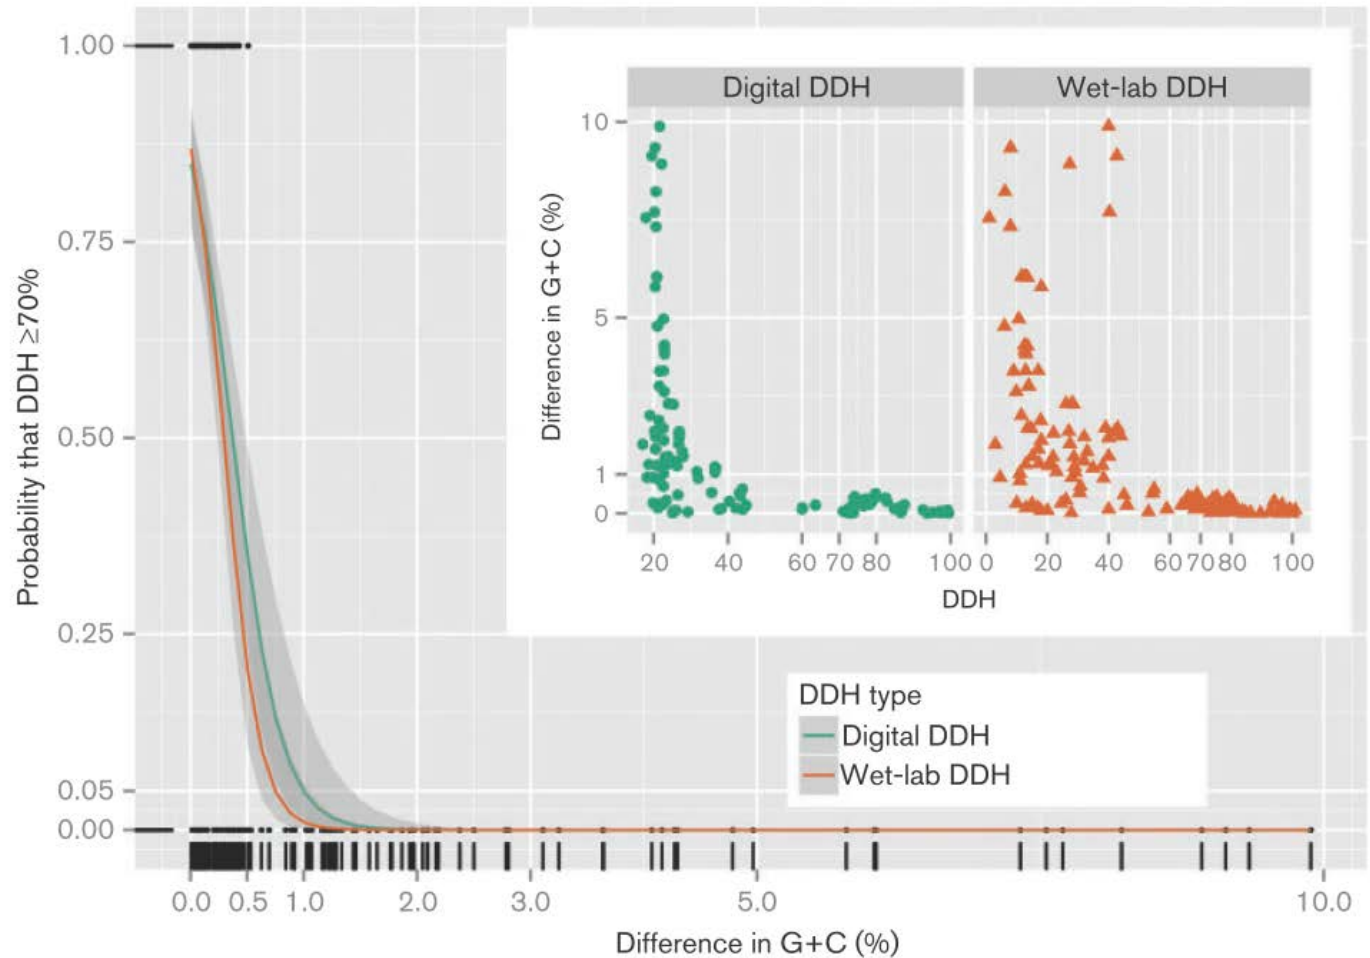 1.00
0.75
0.50
0.25
0.05
0.00
Probability that DDH ≥70%
0.0 0.5 1.0 2.0 3.0 5.0 10.0
Difference in G+C (%)
Digital DDH
Wet-lab DDH
10
5
1
0
Difference in G+C (%)
20 40 60 70 80 100
0 20 40 60 70 80 100
DDH
DDH type
Digital DDH
Wet-lab DDH